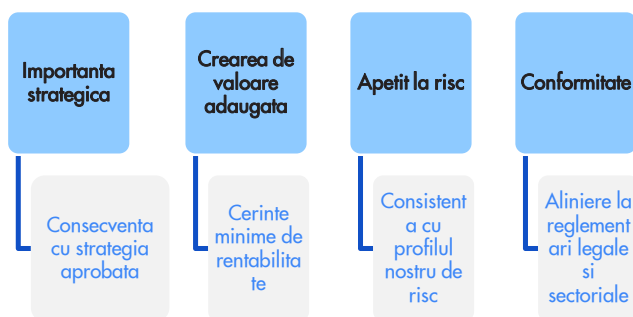 Importanta
strategica
Crearea de
valoare
adaugata
Apetit la risc
Conformitate
Consecventa
cu strategia
aprobata
Cerinte
minime de
rentabilita
te
Consistent
a cu
profilul
nostru de
risc
Aliniere la
reglement
ari legale
si
sectoriale